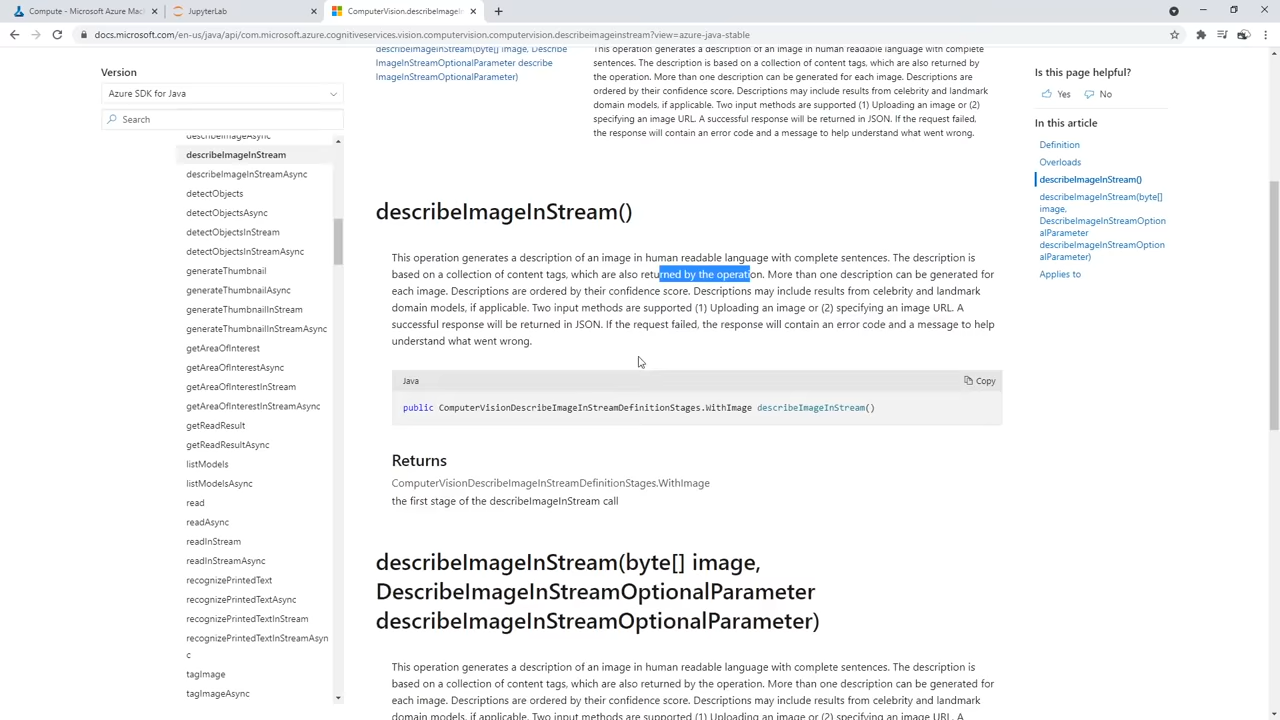 Compute - Microsoft Azure Mach
JupyterLab
ComputerVision.describeImageIn
docs.microsoft.com/en-us/java/api/com.microsoft.azure.cognitiveservices.vision.computervision.computervision.describeimageinstream?view=azure-java-stable
Version
Azure SDK for Java
Search
describeImageAsync
describeImageInStream
describeImageInStreamAsync
detectObjects
detectObjectsAsync
detectObjectsInStream
detectObjectsInStreamAsync
generateThumbnail
generateThumbnailAsync
generateThumbnailInStream
generateThumbnailInStreamAsync
getAreaOfInterest
getAreaOfInterestAsync
getAreaOfInterestInStream
getAreaOfInterestInStreamAsync
getReadResult
getReadResultAsync
listModels
listModelsAsync
read
readAsync
readInStream
readInStreamAsync
recognizePrintedText
recognizePrintedTextAsync
recognizePrintedTextInStream
recognizePrintedTextInStreamAsyn
c
tagImage
tagImageAsync
describeImageInStream(byte[] image, Describe
ImageInStreamOptionalParameter describe
ImageInStreamOptionalParameter)
This operation generates a description of an image in human readable language with complete
sentences. The description is based on a collection of content tags, which are also returned by
the operation. More than one description can be generated for each image. Descriptions are
ordered by their confidence score. Descriptions may include results from celebrity and landmark
domain models, if applicable. Two input methods are supported (1) Uploading an image or (2)
specifying an image URL. A successful response will be returned in JSON. If the request failed,
the response will contain an error code and a message to help understand what went wrong.
describeImageInStream()
This operation generates a description of an image in human readable language with complete sentences. The description is
based on a collection of content tags, which are also returned by the operation. More than one description can be generated for
each image. Descriptions are ordered by their confidence score. Descriptions may include results from celebrity and landmark
domain models, if applicable. Two input methods are supported (1) Uploading an image or (2) specifying an image URL. A
successful response will be returned in JSON. If the request failed, the response will contain an error code and a message to help
understand what went wrong.
Java
Copy
public ComputerVisionDescribeImageInStreamDefinitionStages.WithImage describeImageInStream()
Returns
ComputerVisionDescribeImageInStreamDefinitionStages.WithImage
the first stage of the describeImageInStream call
describeImageInStream(byte[] image,
DescribeImageInStreamOptionalParameter
describeImageInStreamOptionalParameter)
This operation generates a description of an image in human readable language with complete sentences. The description is
based on a collection of content tags, which are also returned by the operation. More than one description can be generated for
each image. Descriptions are ordered by their confidence score. Descriptions may include results from celebrity and landmark
domain models, if applicable. Two input methods are supported (1) Uploading an image or (2) specifying an image URL. A
Is this page helpful?
Yes
No
In this article
Definition
Overloads
describeImageInStream()
describeImageInStream(byte[]
image,
DescribeImageInStreamOption
alParameter
describeImageInStreamOption
alParameter)
Applies to